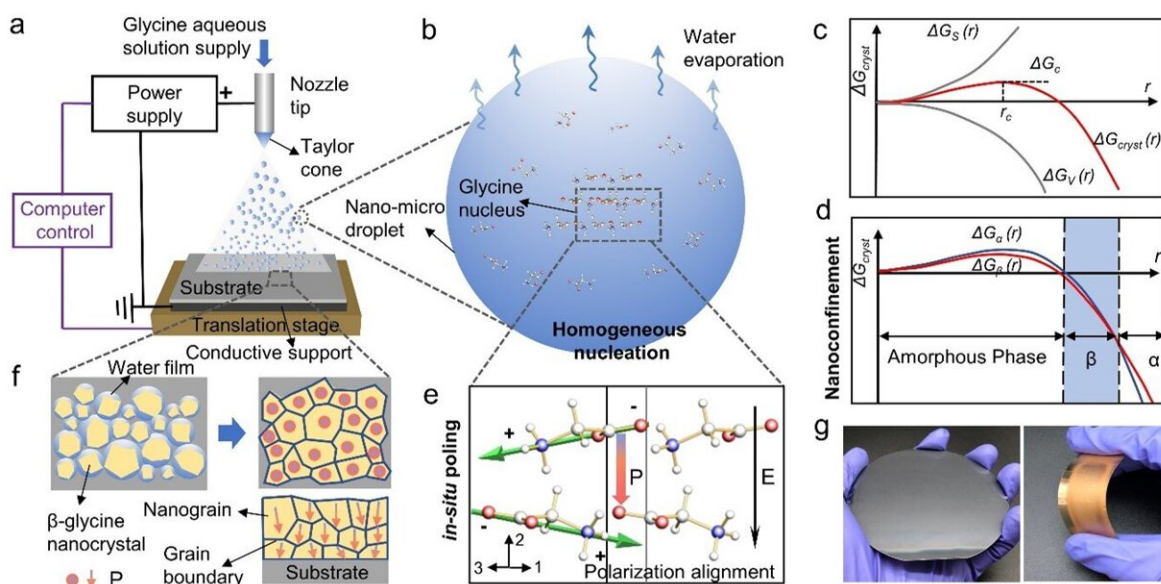 a
Glycine aqueous
solution supply
Power
supply
+
Nozzle
tip
Taylor
cone
Computer
control
Substrate
Translation stage
Conductive support
b
Water
evaporation
Glycine
nucleus
Nano-micro
droplet
Homogeneous
nucleation
c
ΔG_S(r)
ΔG_cryst
ΔG_c
r
r_c
ΔG_cryst(r)
ΔG_V(r)
d
Nanoconfinement
ΔG_cryst
ΔG_α(r)
ΔG_β(r)
r
Amorphous Phase
β
α
f
Water film
β-glycine
nanocrystal
Nanograin
Grain
boundary
Substrate
P
e
in-situ poling
+
-
P
E
-
+
2
3
1
Polarization alignment
g